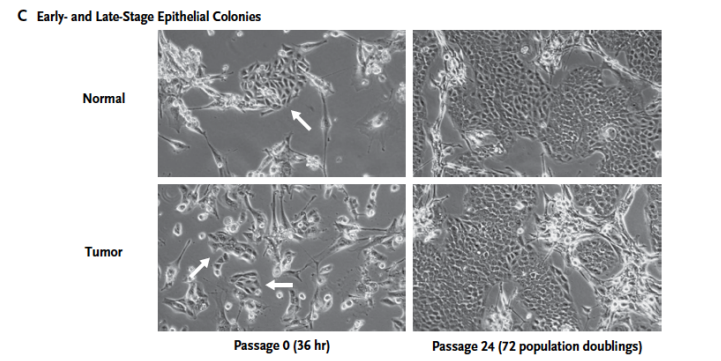 C Early- and Late-Stage Epithelial Colonies
Normal
Tumor
Passage 0 (36 hr)
Passage 24 (72 population doublings)